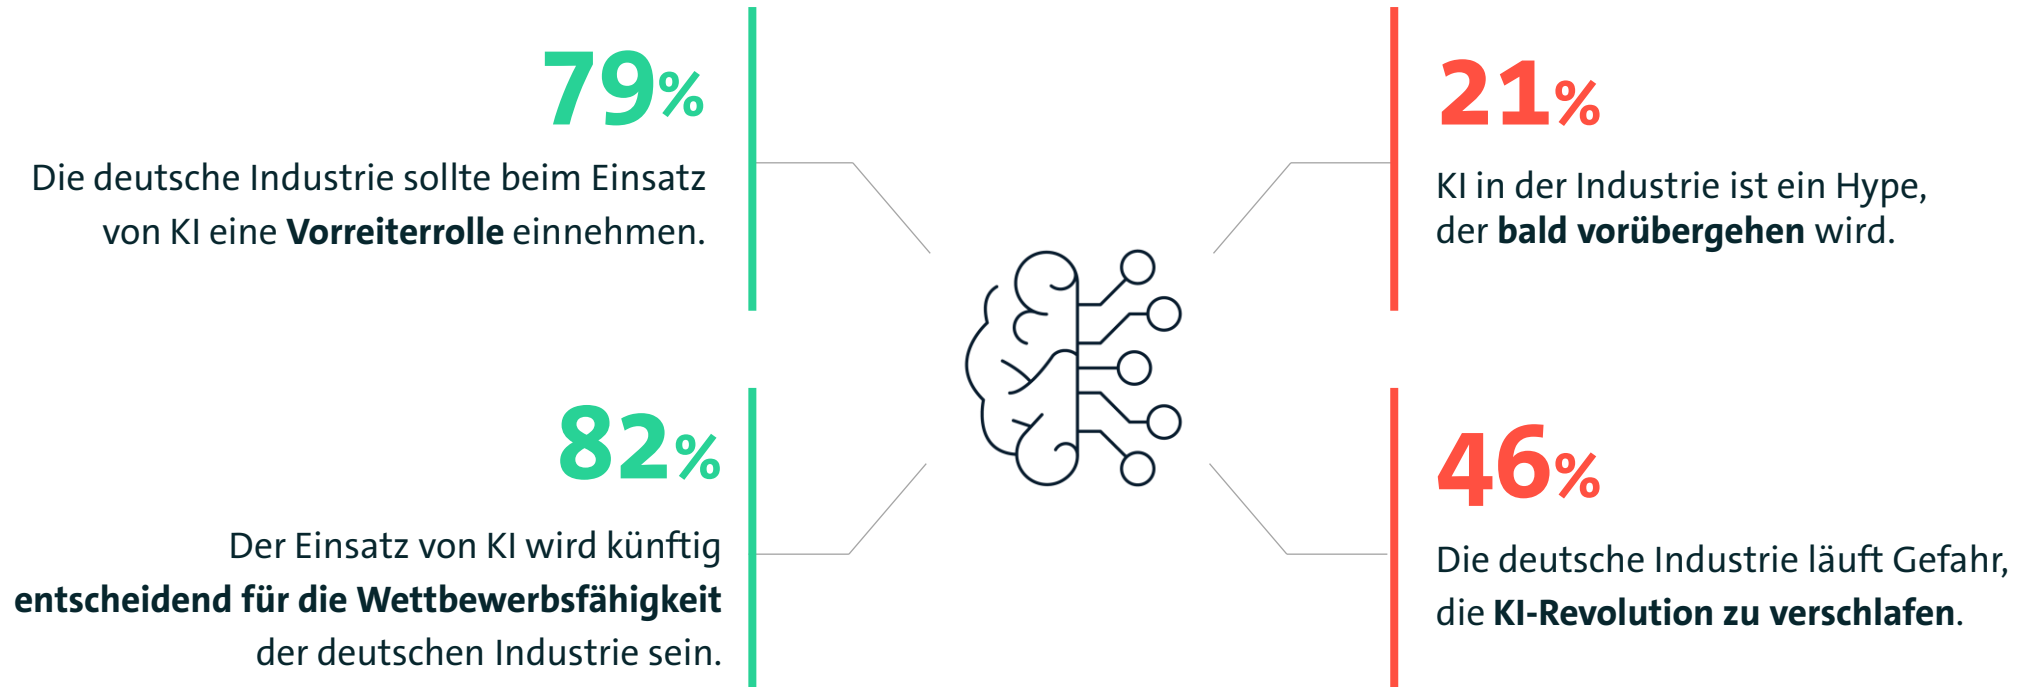 79%
Die deutsche Industrie sollte beim Einsatz
von KI eine Vorreiterrolle einnehmen.
21%
KI in der Industrie ist ein Hype,
der bald vorübergehen wird.
82%
Der Einsatz von KI wird künftig
entscheidend für die Wettbewerbsfähigkeit
der deutschen Industrie sein.
46%
Die deutsche Industrie läuft Gefahr,
die KI-Revolution zu verschlafen.